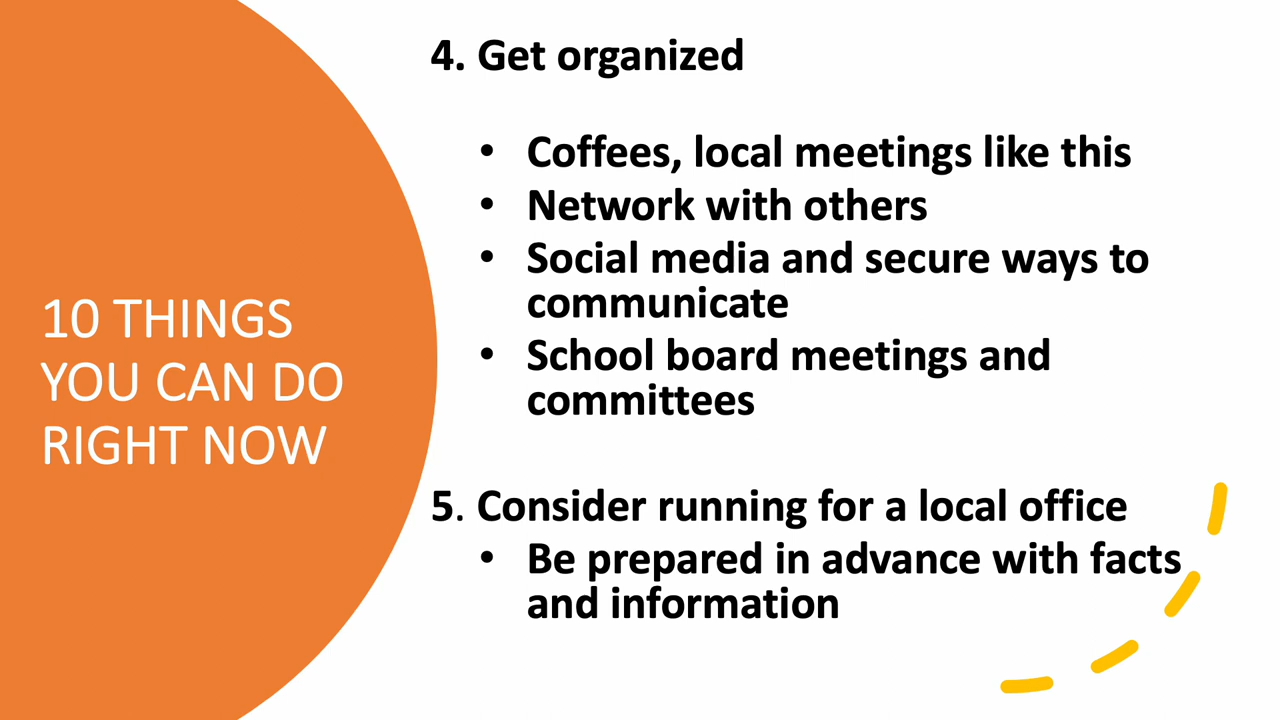 10 THINGS
YOU CAN DO
RIGHT NOW
4. Get organized
• Coffees, local meetings like this
• Network with others
• Social media and secure ways to
communicate
• School board meetings and
committees
5. Consider running for a local office
• Be prepared in advance with facts
and information